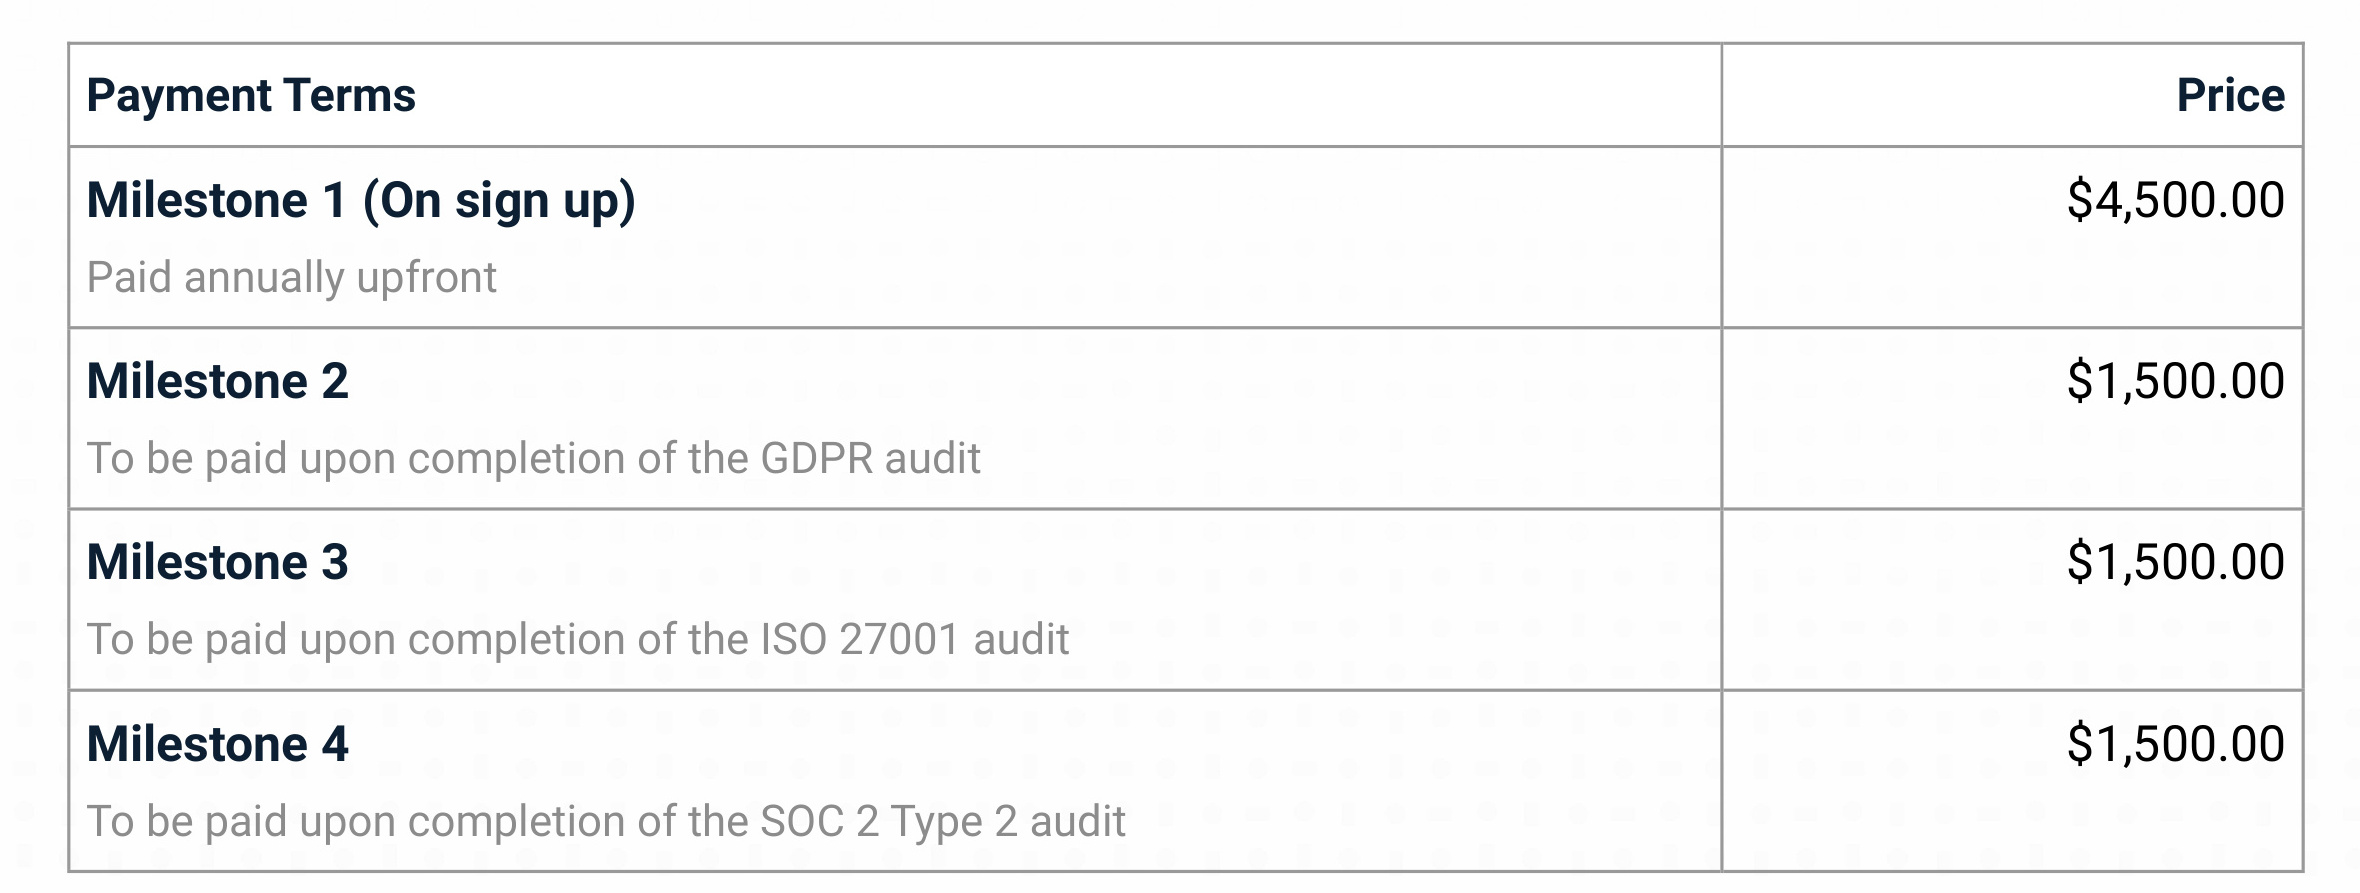 Payment Terms Price
Milestone 1 (On sign up) $4,500.00
Paid annually upfront
Milestone 2 $1,500.00
To be paid upon completion of the GDPR audit
Milestone 3 $1,500.00
To be paid upon completion of the ISO 27001 audit
Milestone 4 $1,500.00
To be paid upon completion of the SOC 2 Type 2 audit